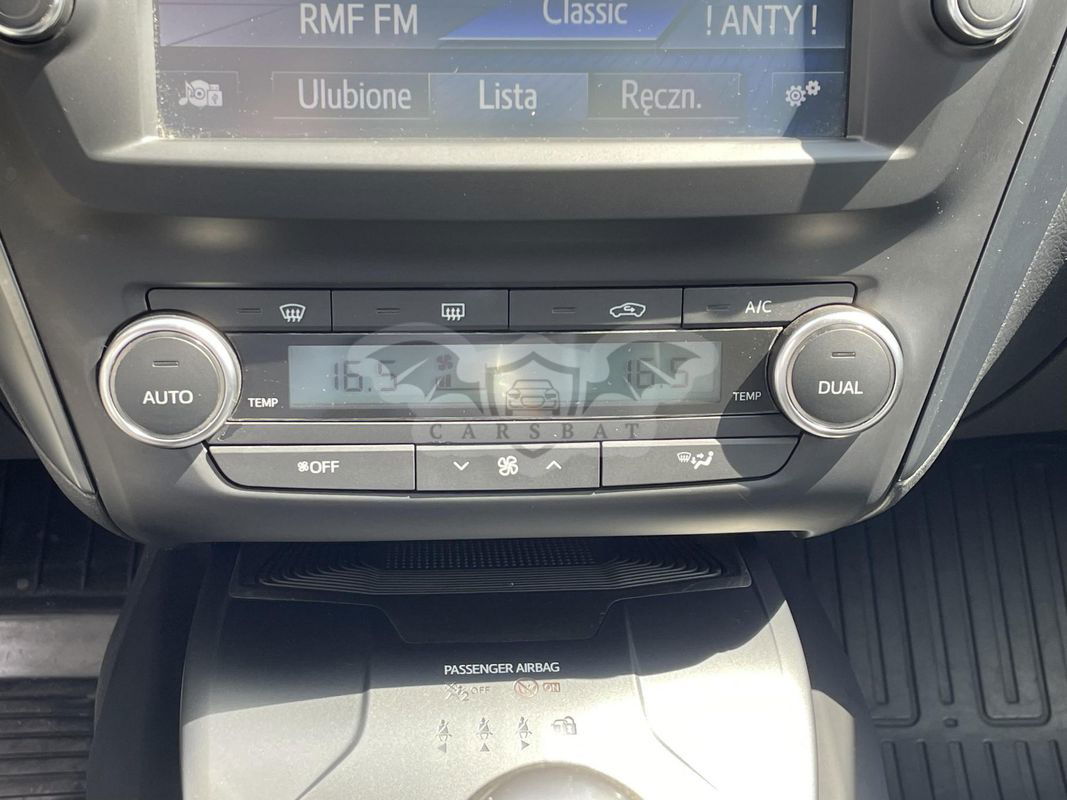 RMF FM Classic ! ANTY !
Ulubione Lista Ręczn.
A/C
AUTO TEMP 16.5 16.5 TEMP DUAL
CARSBAT
OFF
PASSENGER AIRBAG
2 OFF ON